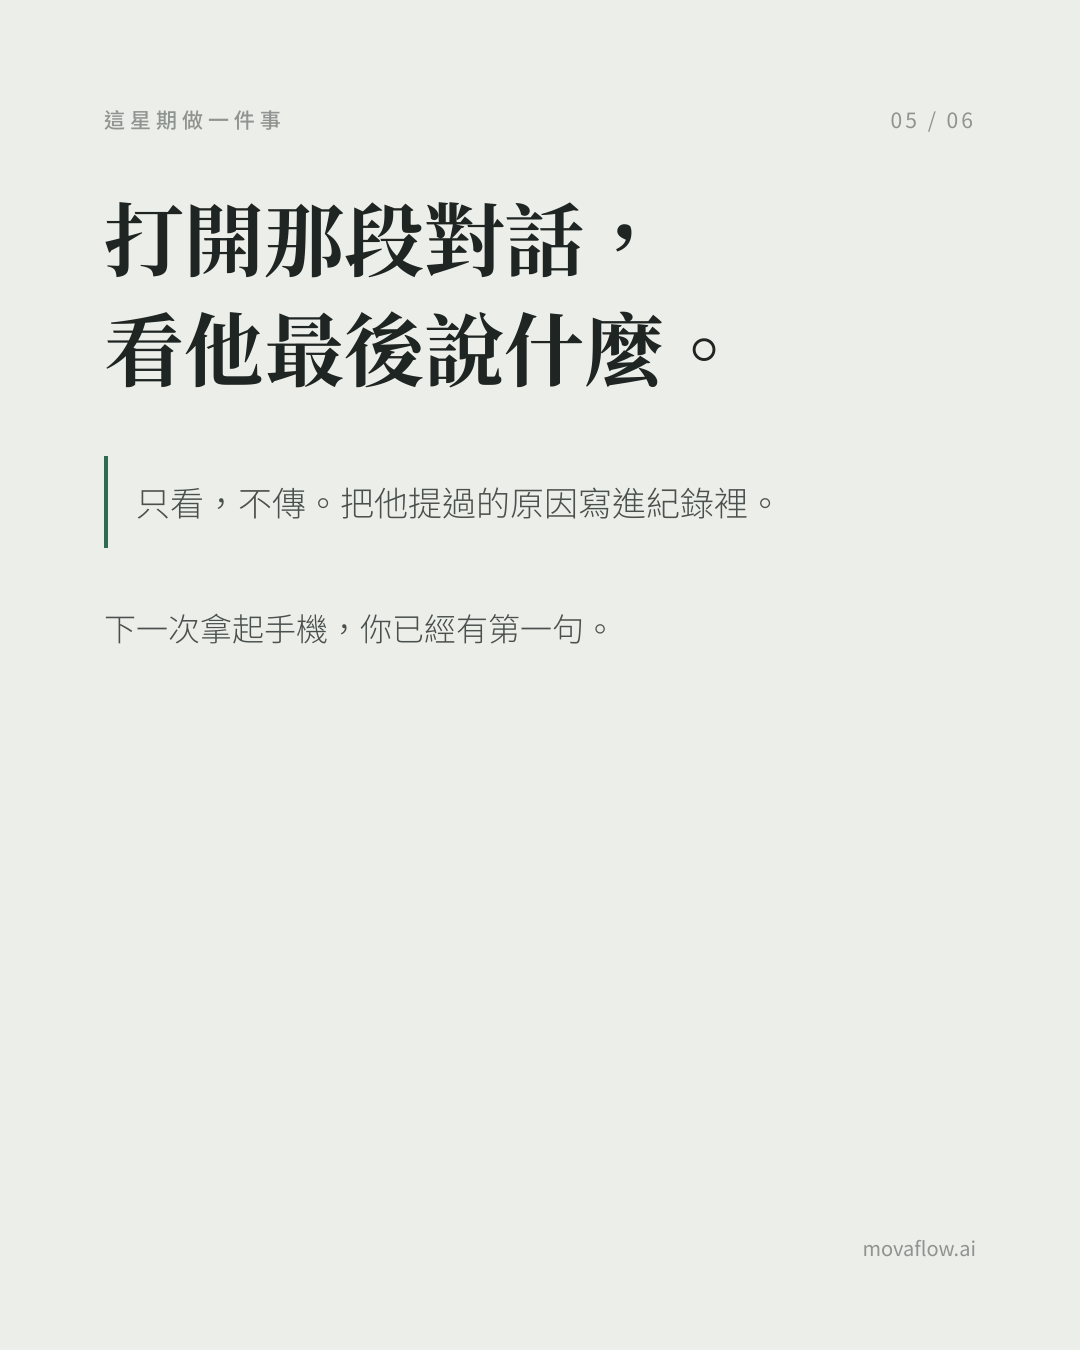 這星期做一件事
05 / 06
打開那段對話，
看他最後說什麼。
只看，不傳。把他提過的原因寫進紀錄裡。
下一次拿起手機，你已經有第一句。
movaflow.ai